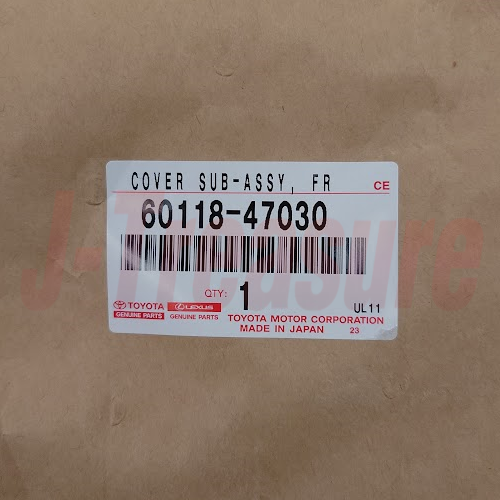 COVER SUB-ASSY, FR CE
60118-47030
QTY: 1 UL11
TOYOTA LEXUS TOYOTA MOTOR CORPORATION
GENUINE PARTS GENUINE PARTS MADE IN JAPAN 23
J-Treasure